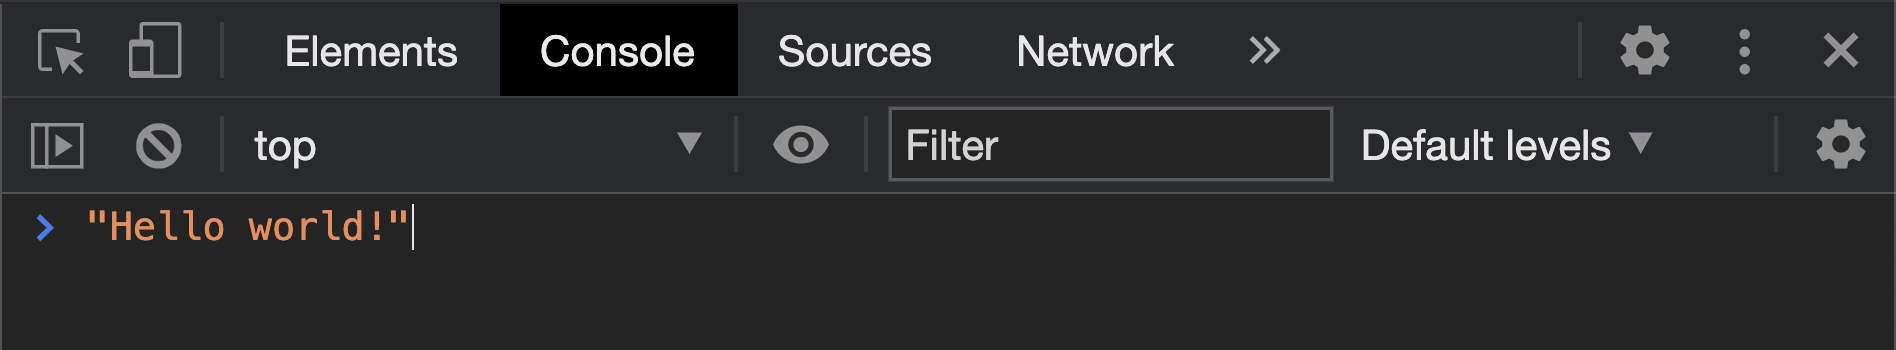 Elements Console Sources Network
top Filter Default levels
"Hello world!"